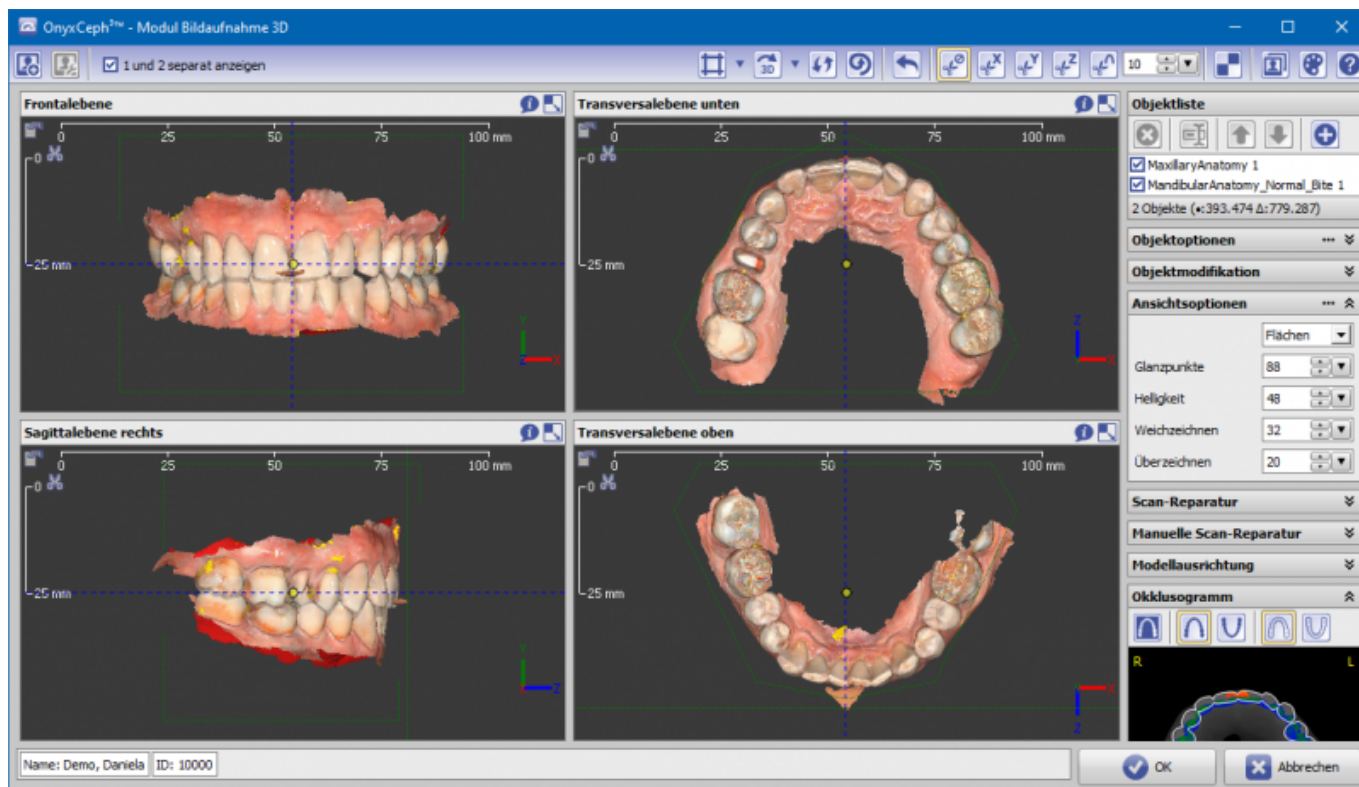 OnyxCeph³™ - Modul Bildaufnahme 3D
1 und 2 separat anzeigen
3D
X
Y
Z
10
Frontalebene
0 25 50 75 100 mm
0
25 mm
Y
Z X
Transversalebene unten
0 25 50 75 100 mm
0
25 mm
Z
X
Sagittalebene rechts
0 25 50 75 100 mm
0
25 mm
Y
Z
Transversalebene oben
0 25 50 75 100 mm
0
25 mm
X
Z
Objektliste
MaxillaryAnatomy 1
MandibularAnatomy_Normal_Bite 1
2 Objekte (•:393.474 Δ:779.287)
Objektoptionen
Objektmodifikation
Ansichtsoptionen
Flächen
Glanzpunkte 88
Helligkeit 48
Weichzeichnen 32
Überzeichnen 20
Scan-Reparatur
Manuelle Scan-Reparatur
Modellausrichtung
Okklusogramm
R L
Name: Demo, Daniela ID: 10000
OK
Abbrechen